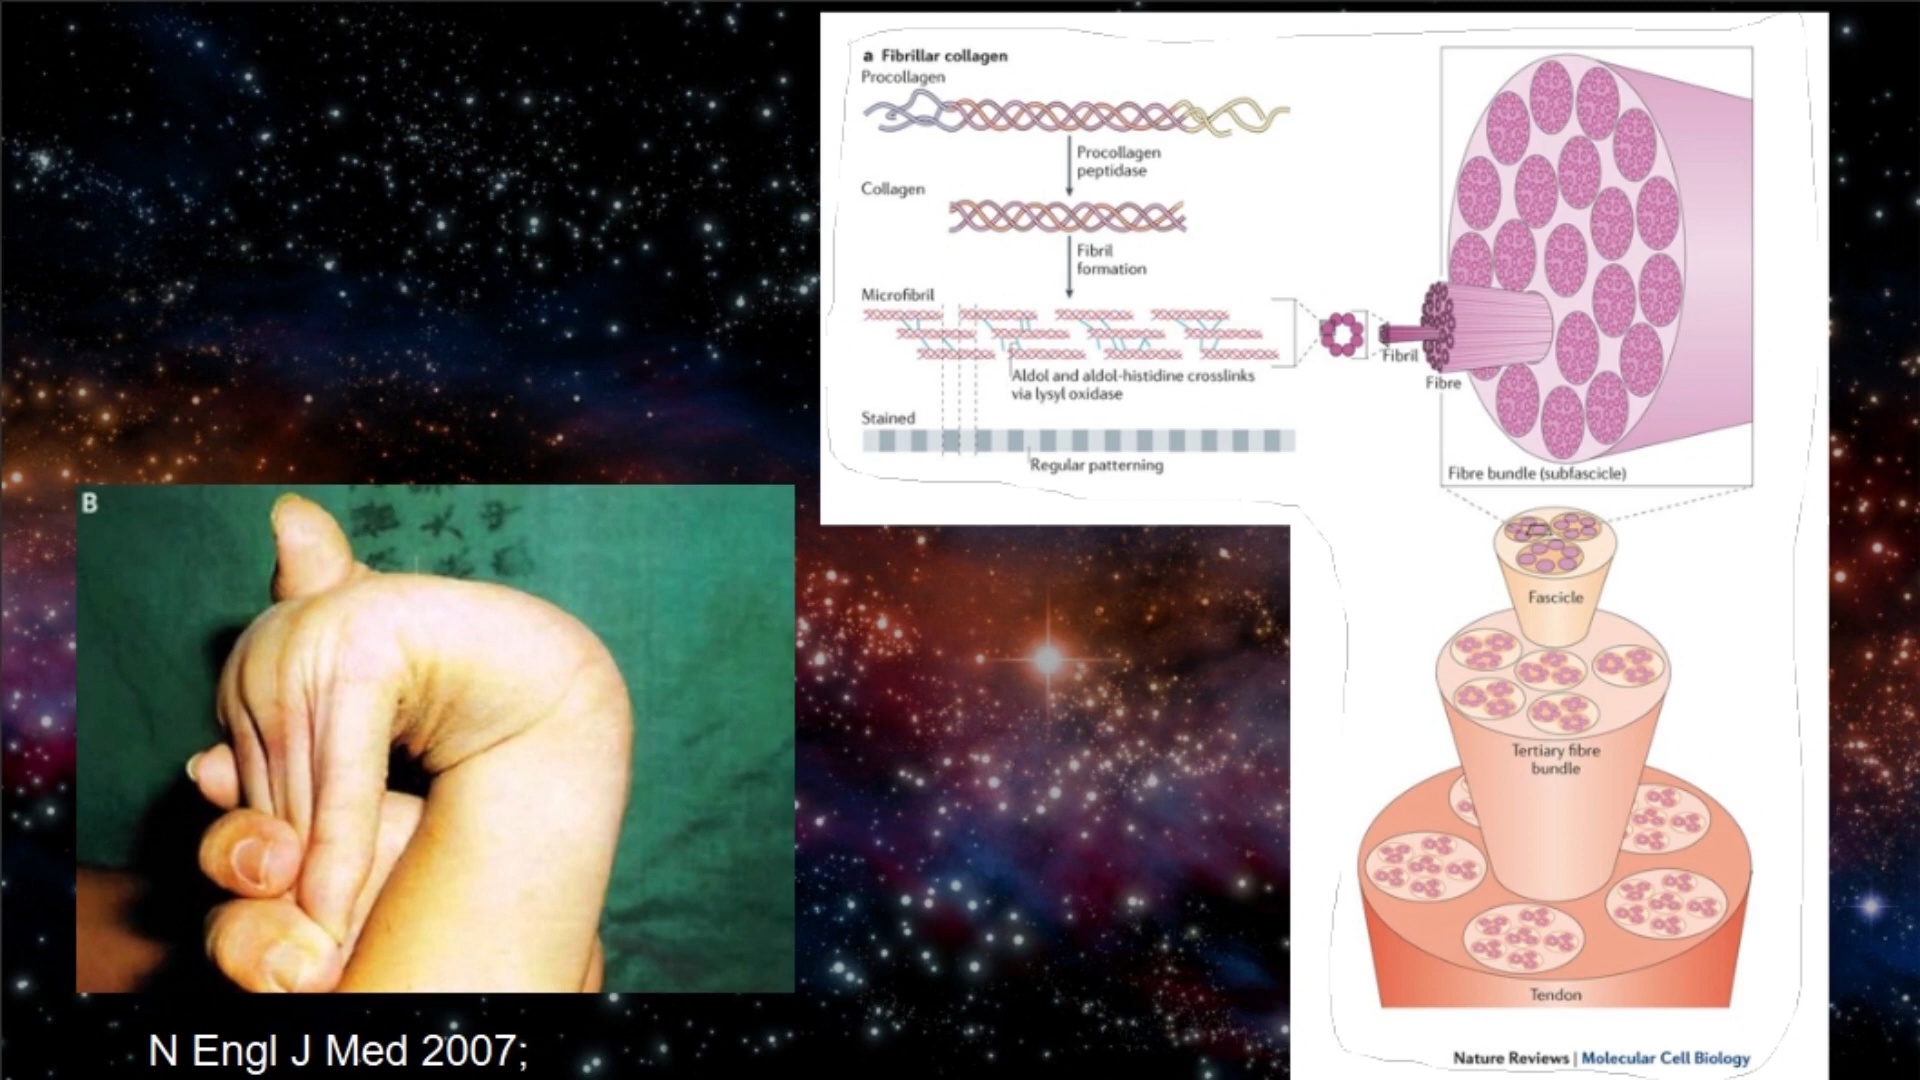 a Fibrillar collagen
Procollagen
Procollagen
peptidase
Collagen
Fibril
formation
Microfibril
Aldol and aldol-histidine crosslinks
via lysyl oxidase
Stained
Regular patterning
Fibril
Fibre
Fibre bundle (subfascicle)
Fascicle
Tertiary fibre
bundle
Tendon
Nature Reviews | Molecular Cell Biology
B
N Engl J Med 2007;